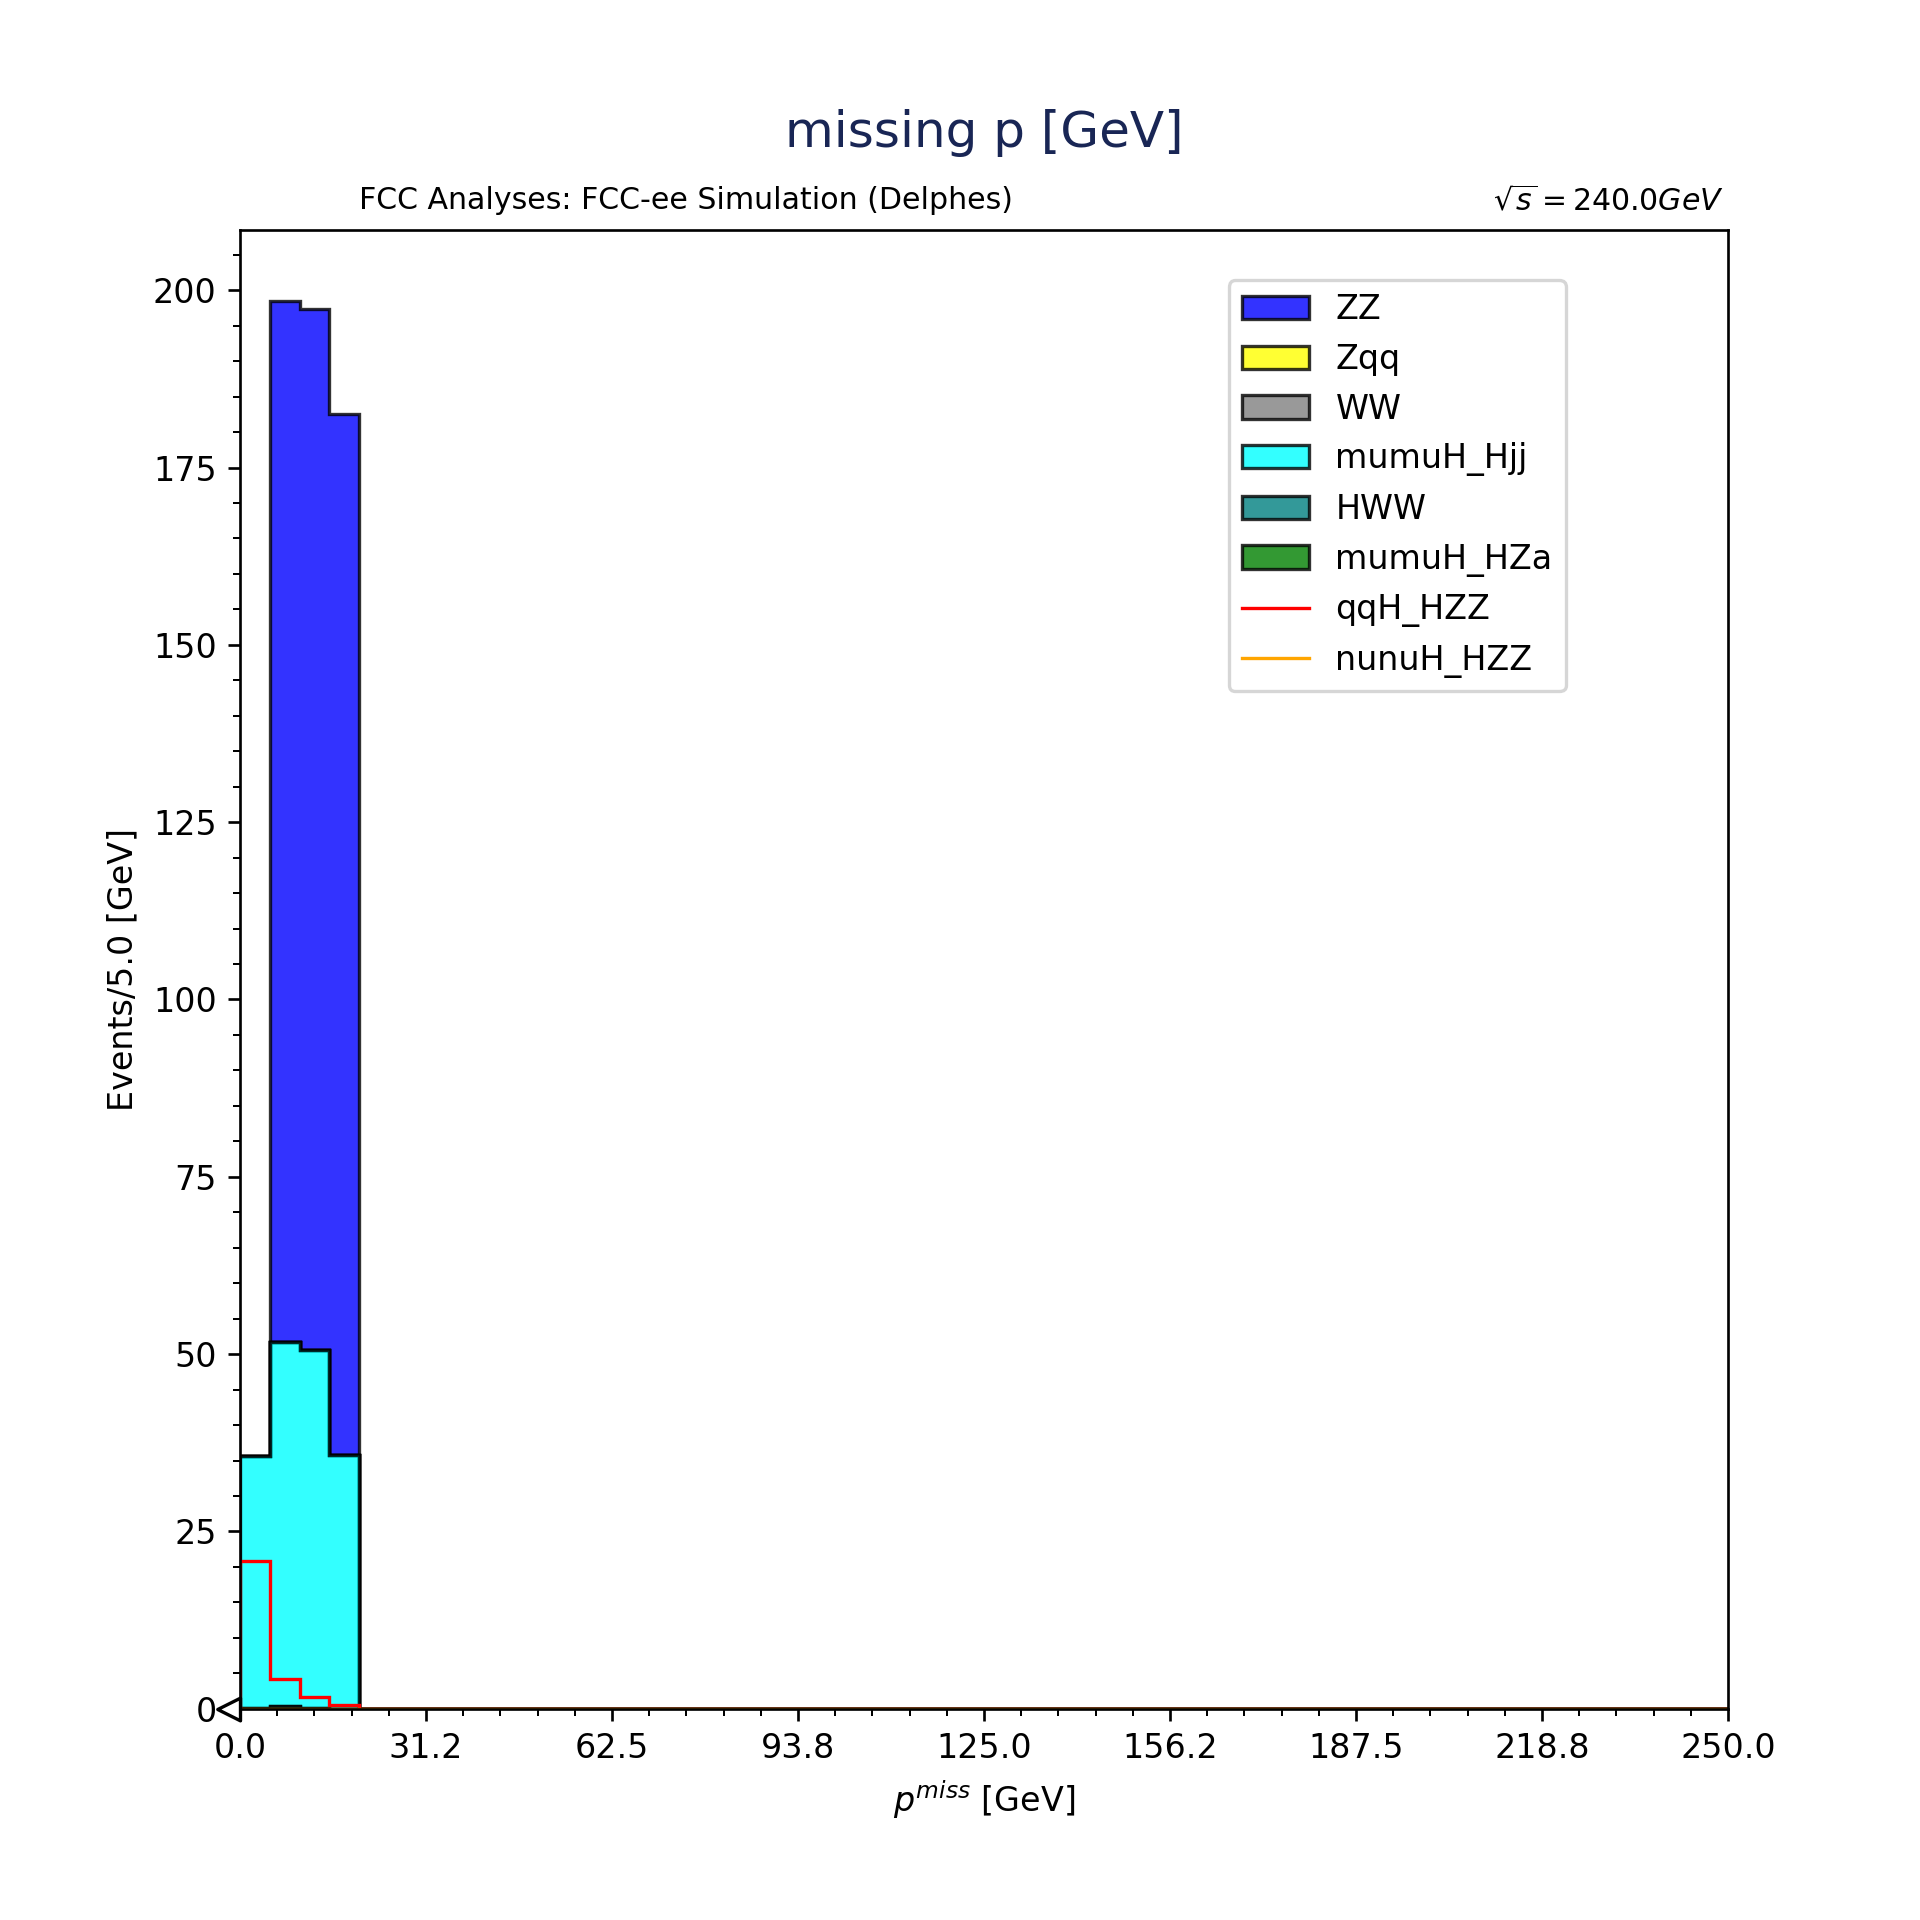 missing p [GeV]
FCC Analyses: FCC-ee Simulation (Delphes)
√s = 240.0GeV
ZZ
Zqq
WW
mumuH_Hjj
HWW
mumuH_HZa
qqH_HZZ
nunuH_HZZ
200
175
150
125
100
75
50
25
0
Events/5.0 [GeV]
0.0 31.2 62.5 93.8 125.0 156.2 187.5 218.8 250.0
p^miss [GeV]